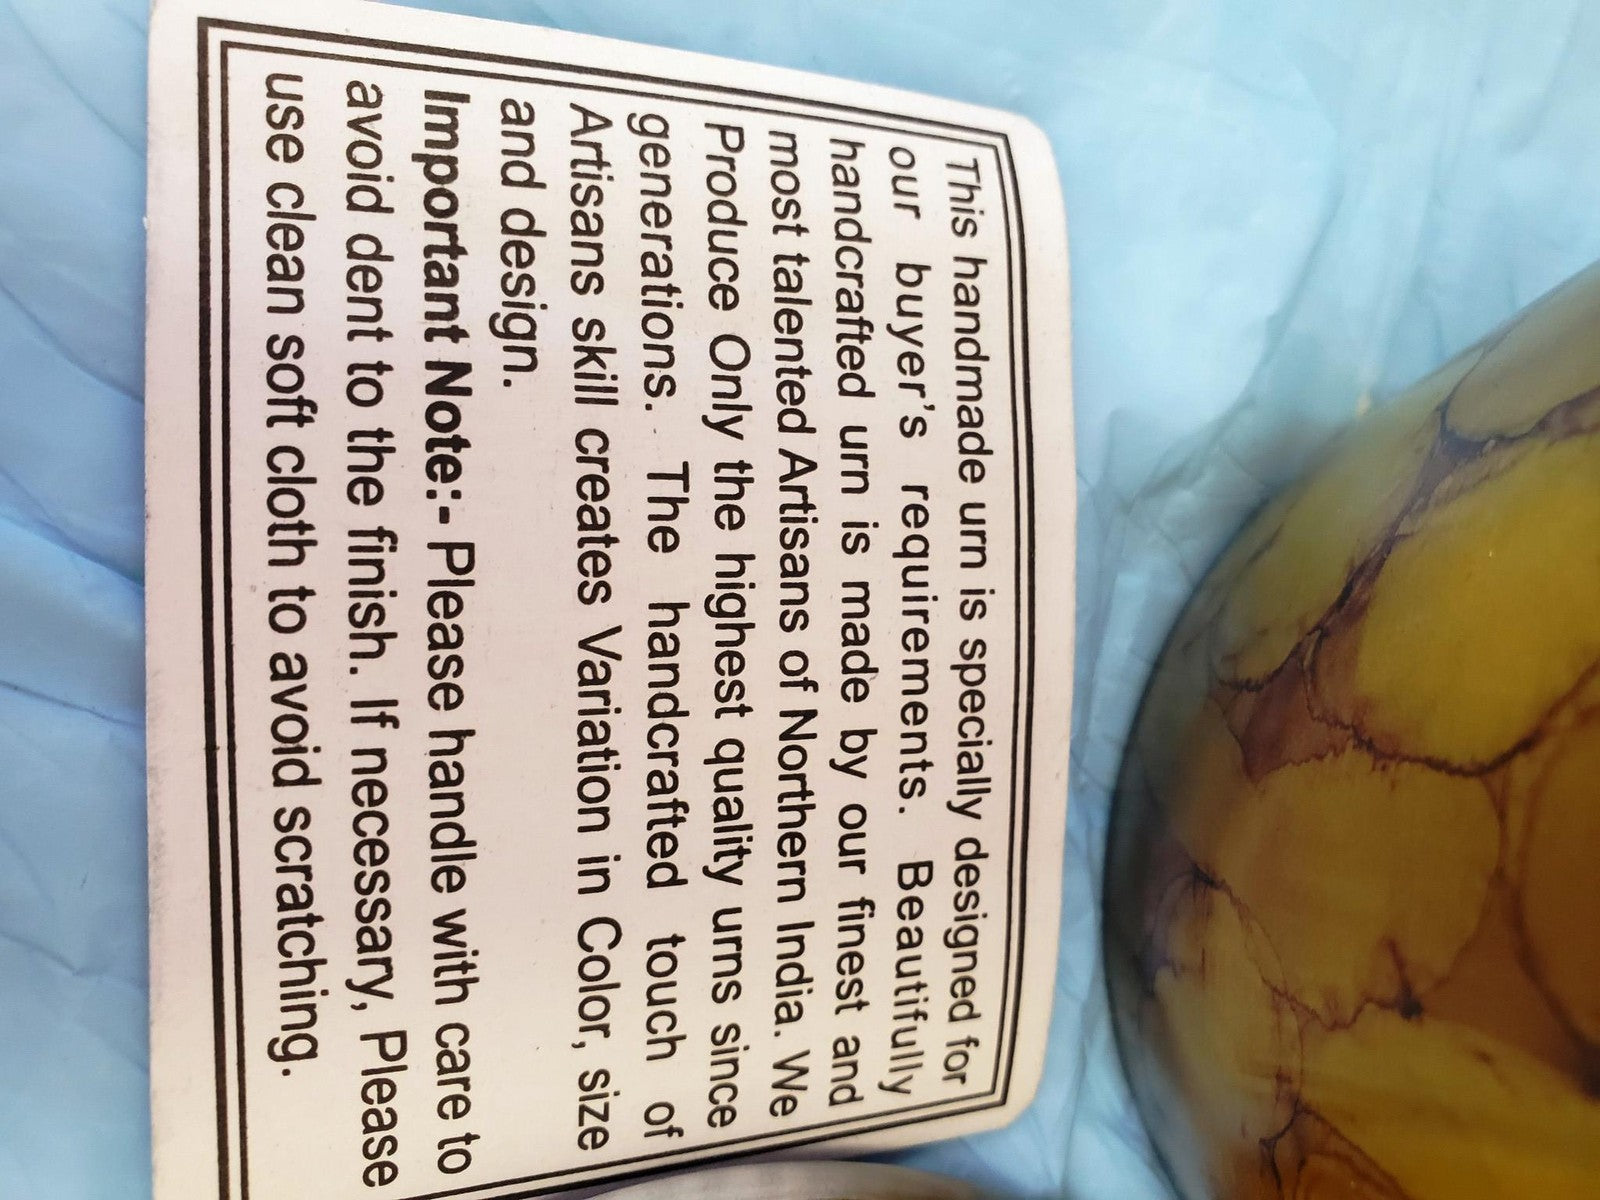 This handmade urn is specially designed for
our buyer's requirements. Beautifully
handcrafted urn is made by our finest and
most talented Artisans of Northern India. We
Produce Only the highest quality urns since
generations. The handcrafted touch of
Artisans skill creates Variation in Color, size
and design.
Important Note:- Please handle with care to
avoid dent to the finish. If necessary, Please
use clean soft cloth to avoid scratching.